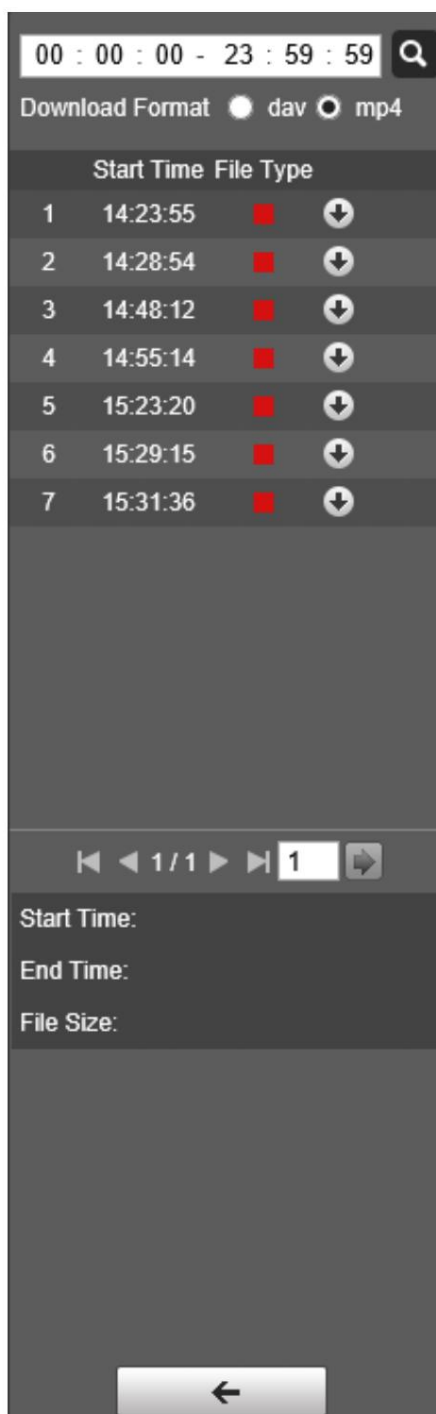 00 : 00 : 00 - 23 : 59 : 59
Download Format dav mp4
Start Time File Type
1 14:23:55
2 14:28:54
3 14:48:12
4 14:55:14
5 15:23:20
6 15:29:15
7 15:31:36
1 / 1 1
Start Time:
End Time:
File Size: